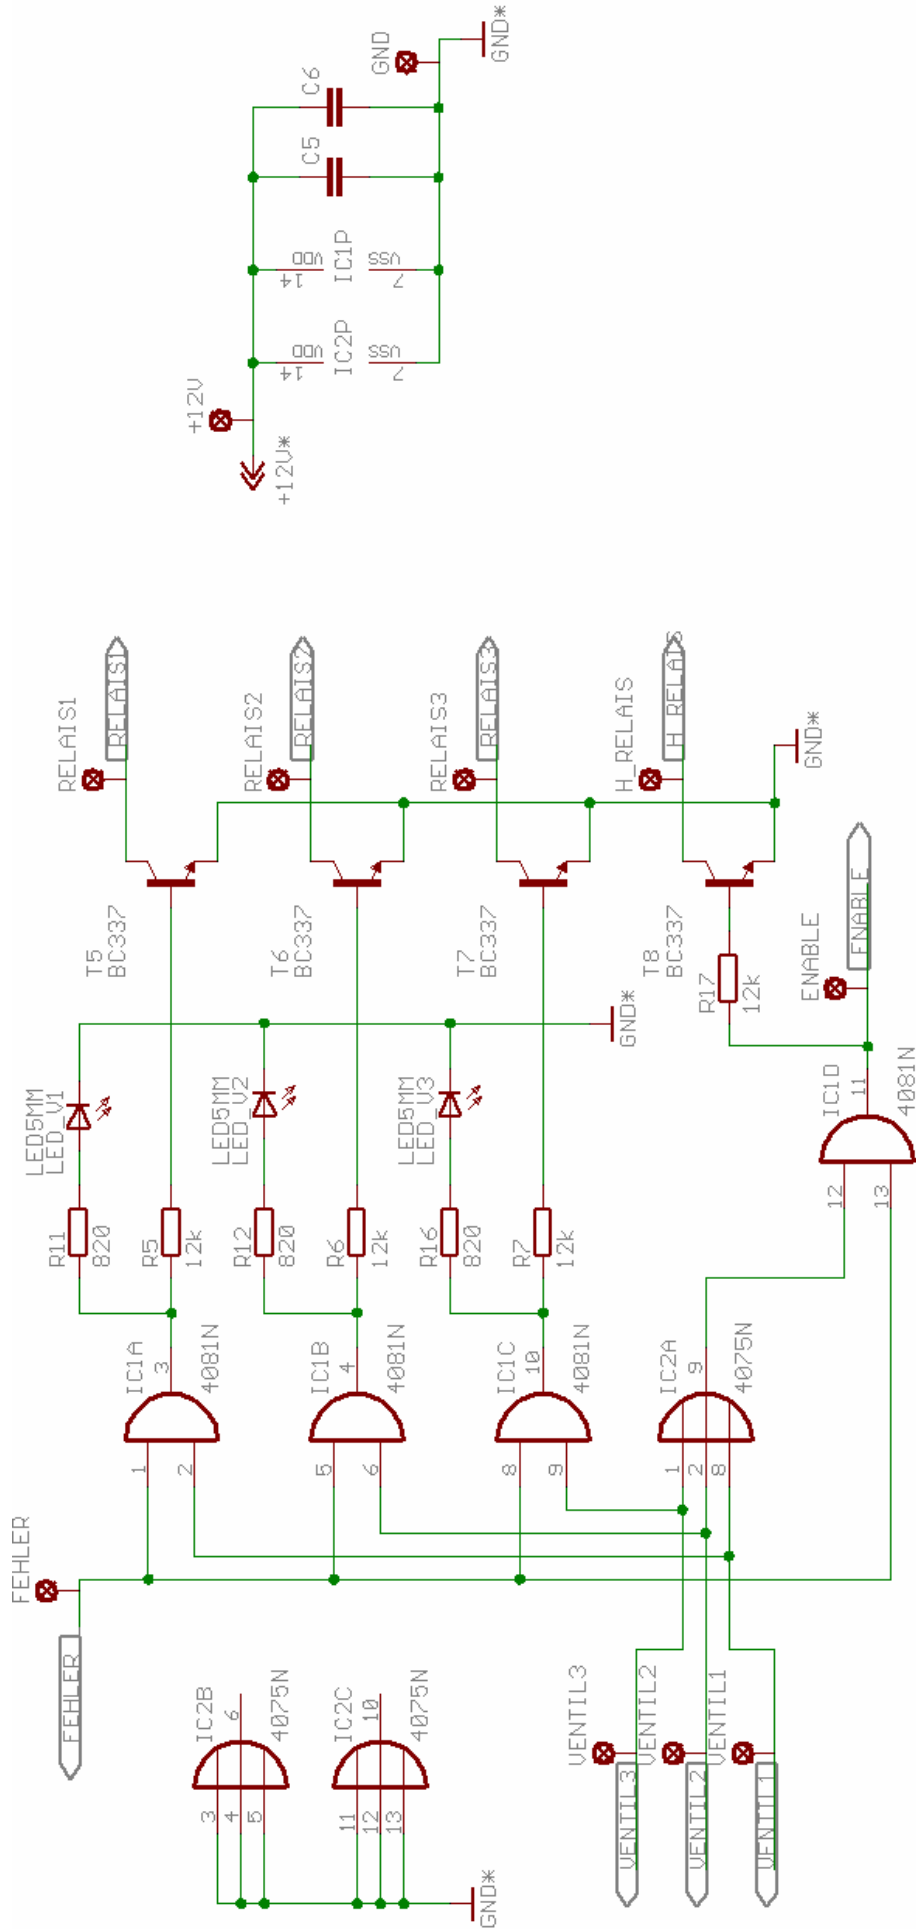 GND
GND*
C6
C5
IC1P
VDD
14
VSS
7
IC2P
VDD
14
VSS
7
+12V
+12V*
RELAIS1
RELAIS1
RELAIS2
RELAIS2
RELAIS3
RELAIS3
H_RELAIS
H_RELAIS
GND*
T5
BC337
T6
BC337
T7
BC337
T8
BC337
R17
12k
ENABLE
ENABLE
LED5MM
LED_V1
LED5MM
LED_V2
LED5MM
LED_V3
GND*
R11
820
R5
12k
R12
820
R6
12k
R16
820
R7
12k
IC1D
11
4081N
12
13
IC1A
3
4081N
1
2
IC1B
4
4081N
5
6
IC1C
10
4081N
8
9
IC2A
9
4075N
1
2
8
FEHLER
FEHLER
IC2B
6
4075N
3
4
5
IC2C
10
4075N
11
12
13
GND*
VENTIL3
VENTIL2
VENTIL1
VENTIL3
VENTIL2
VENTIL1